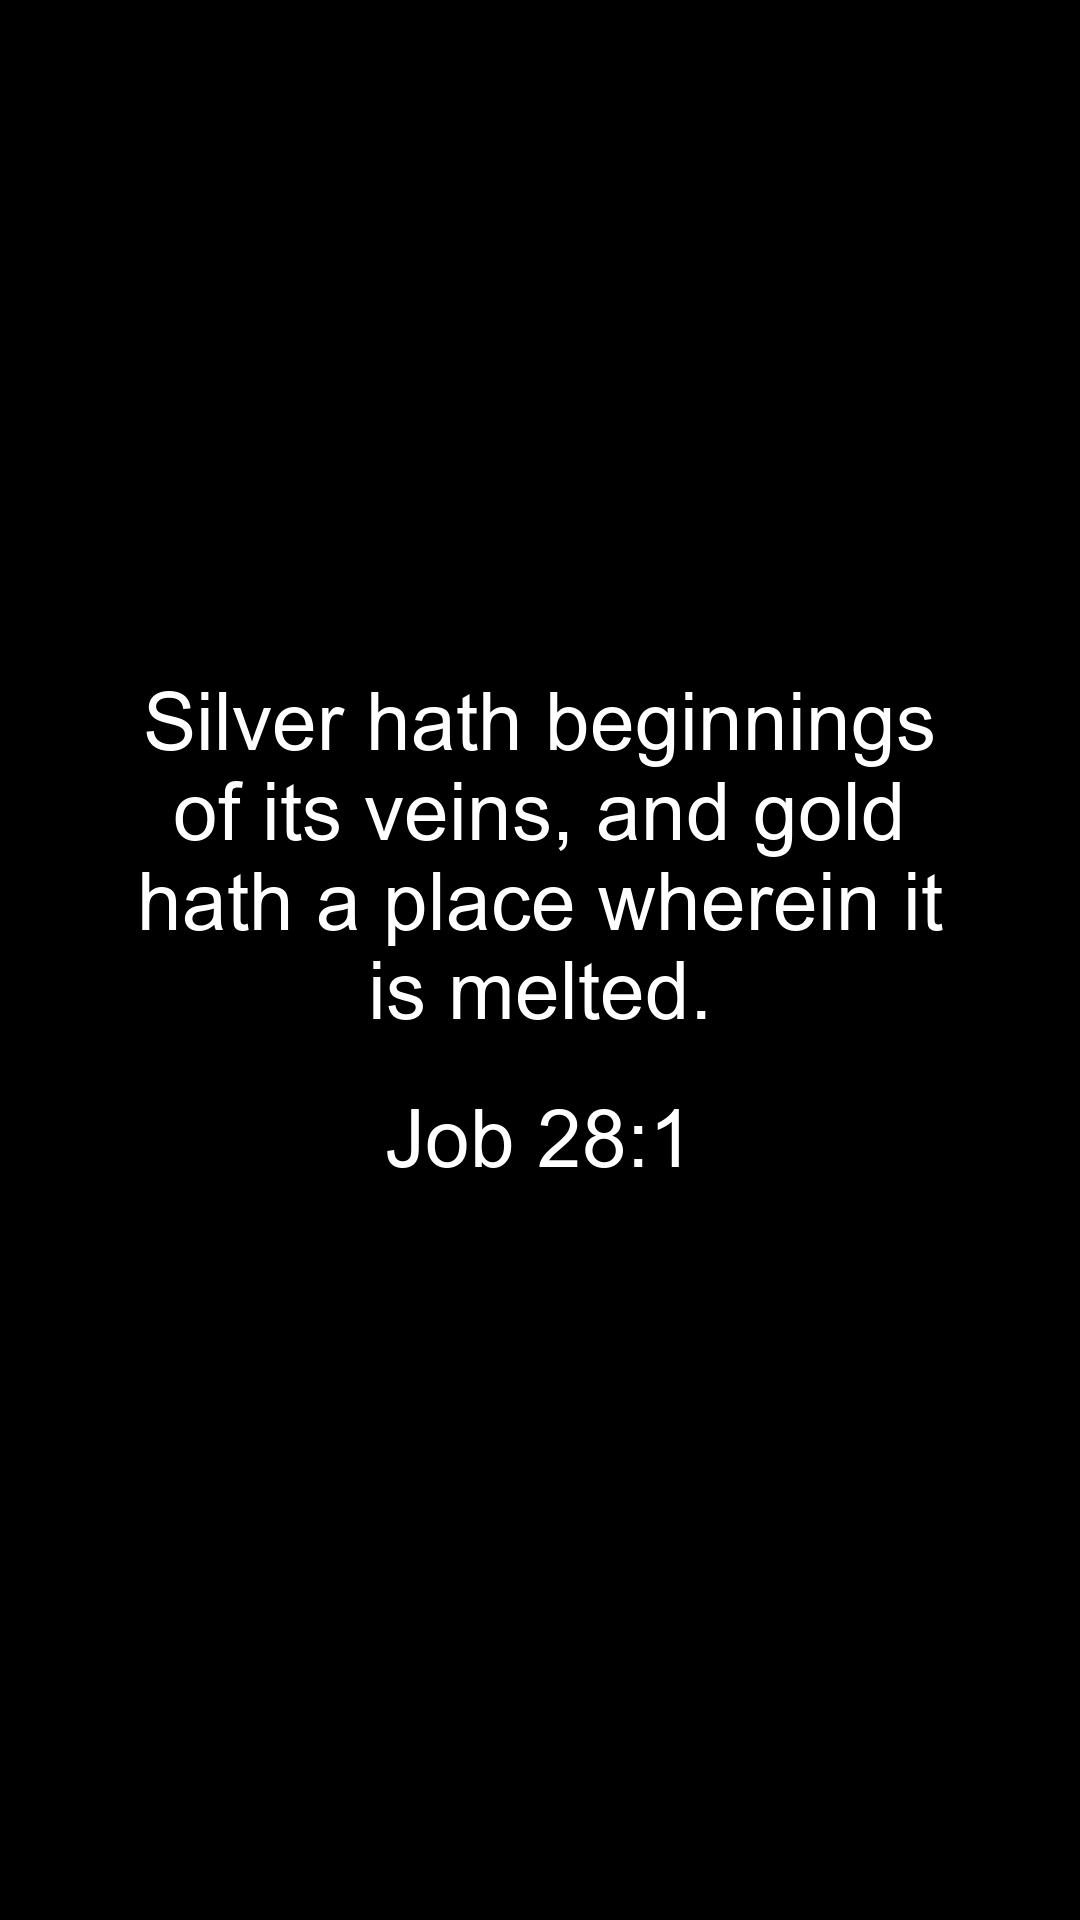 Silver hath beginnings
of its veins, and gold
hath a place wherein it
is melted.
Job 28:1